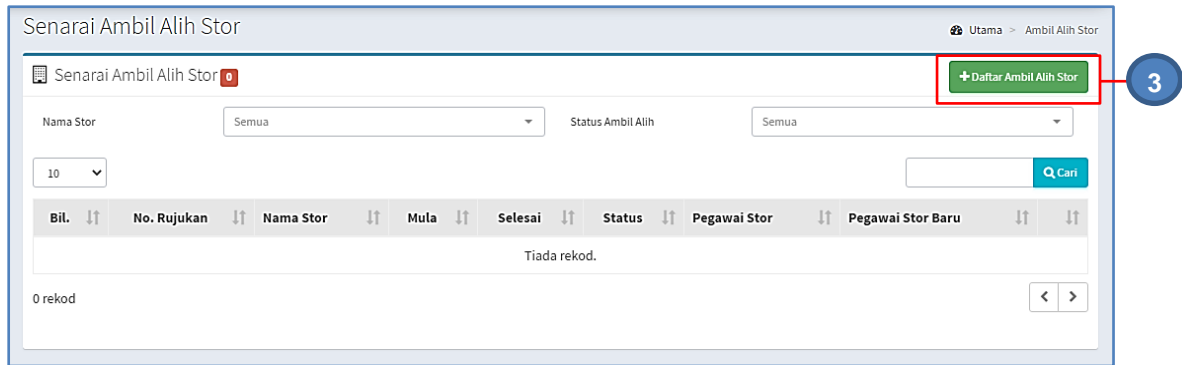 Senarai Ambil Alih Stor
Utama > Ambil Alih Stor
Senarai Ambil Alih Stor 0
+ Daftar Ambil Alih Stor
3
Nama Stor Semua Status Ambil Alih Semua
10 Cari
Bil. No. Rujukan Nama Stor Mula Selesai Status Pegawai Stor Pegawai Stor Baru
Tiada rekod.
0 rekod < >